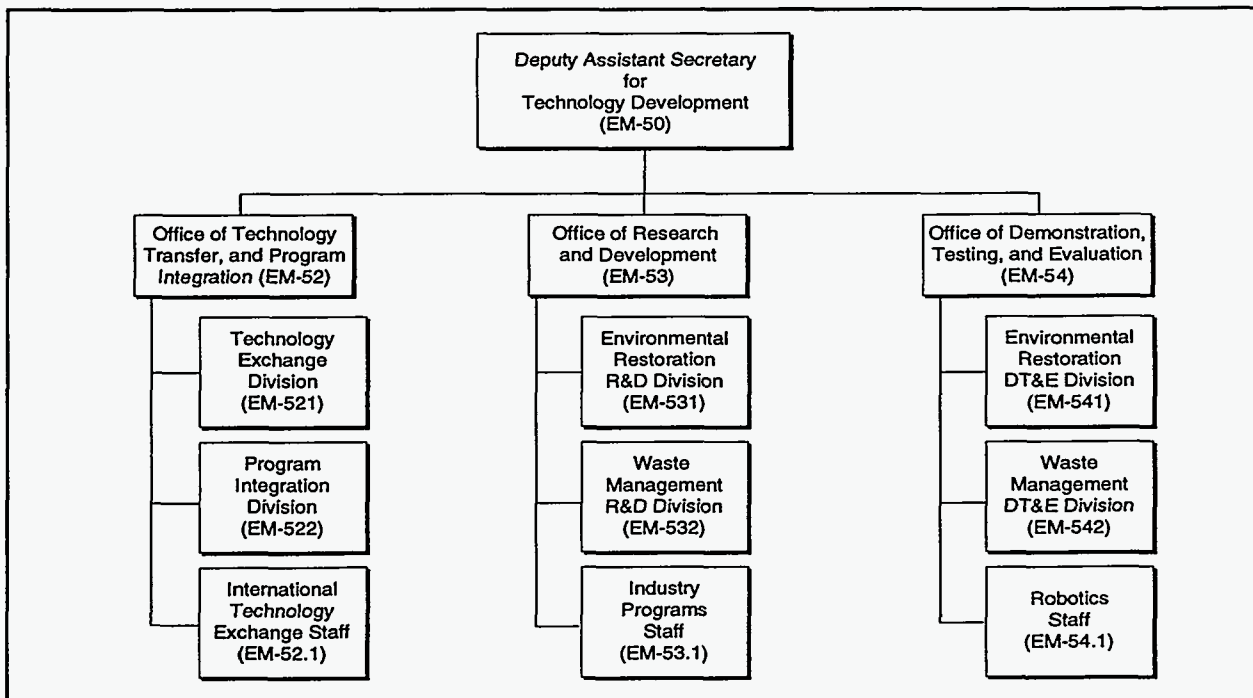 Deputy Assistant Secretary
for
Technology Development
(EM-50)
Office of Technology
Transfer, and Program
Integration (EM-52)
Technology
Exchange
Division
(EM-521)
Program
Integration
Division
(EM-522)
International
Technology
Exchange Staff
(EM-52.1)
Office of Research
and Development
(EM-53)
Environmental
Restoration
R&D Division
(EM-531)
Waste
Management
R&D Division
(EM-532)
Industry
Programs
Staff
(EM-53.1)
Office of Demonstration,
Testing, and Evaluation
(EM-54)
Environmental
Restoration
DT&E Division
(EM-541)
Waste
Management
DT&E Division
(EM-542)
Robotics
Staff
(EM-54.1)